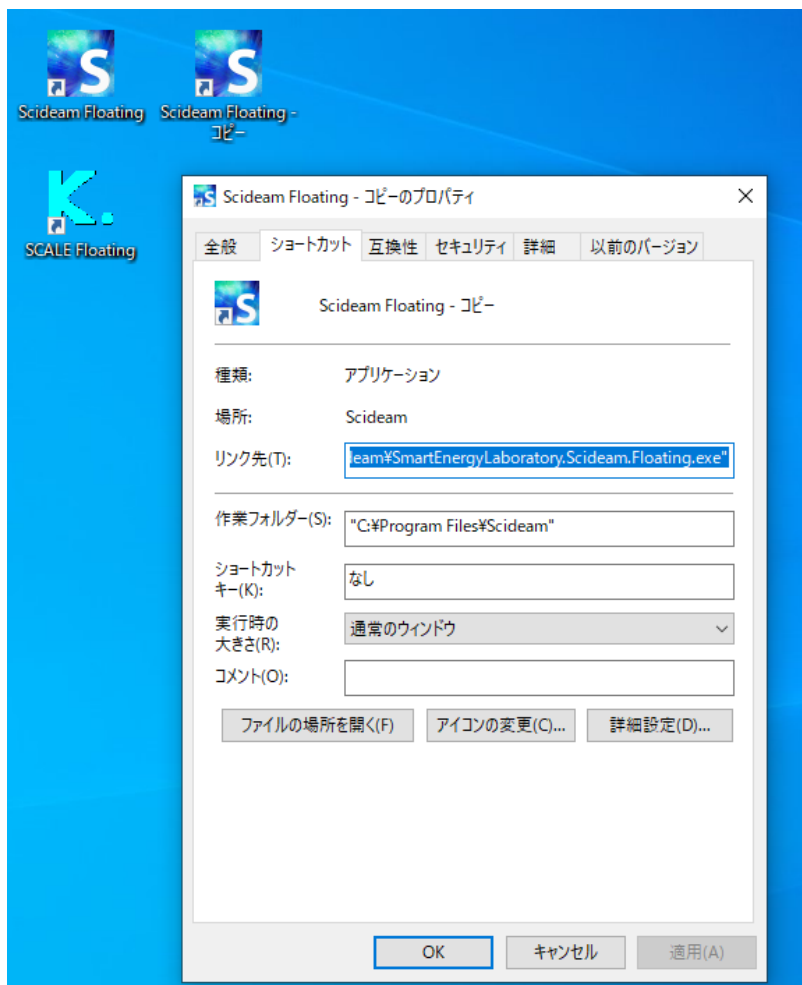 S
S
Scideam Floating
Scideam Floating -
コピー
K.
SCALE Floating
S Scideam Floating - コピーのプロパティ
全般
ショートカット
互換性
セキュリティ
詳細
以前のバージョン
S
Scideam Floating - コピー
種類:
アプリケーション
場所:
Scideam
リンク先(T):
leam¥SmartEnergyLaboratory.Scideam.Floating.exe"
作業フォルダー(S):
"C:¥Program Files¥Scideam"
ショートカット
キー(K):
なし
実行時の
大きさ(R):
通常のウィンドウ
コメント(O):
ファイルの場所を開く(F)
アイコンの変更(C)...
詳細設定(D)...
OK
キャンセル
適用(A)